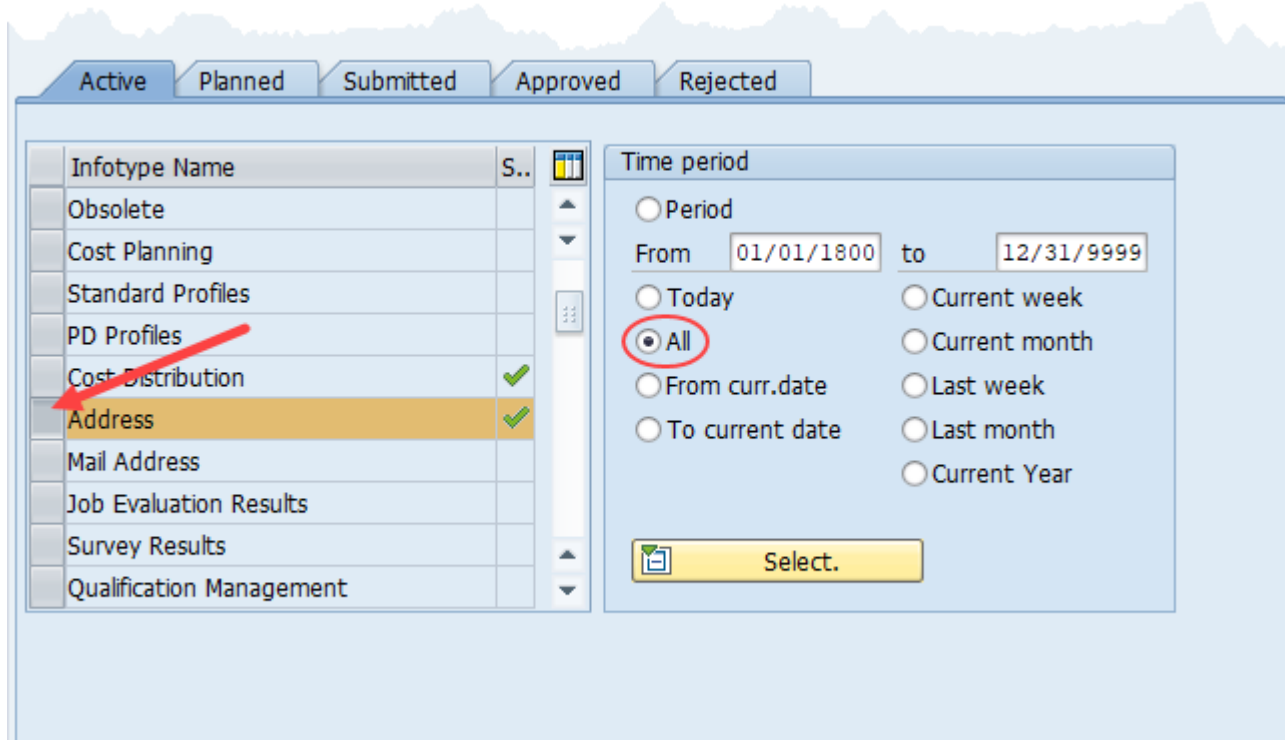 Active Planned Submitted Approved Rejected
Infotype Name S..
Obsolete
Cost Planning
Standard Profiles
PD Profiles
Cost Distribution
Address
Mail Address
Job Evaluation Results
Survey Results
Qualification Management
Time period
Period
From 01/01/1800 to 12/31/9999
Today Current week
All Current month
From curr.date Last week
To current date Last month
Current Year
Select.